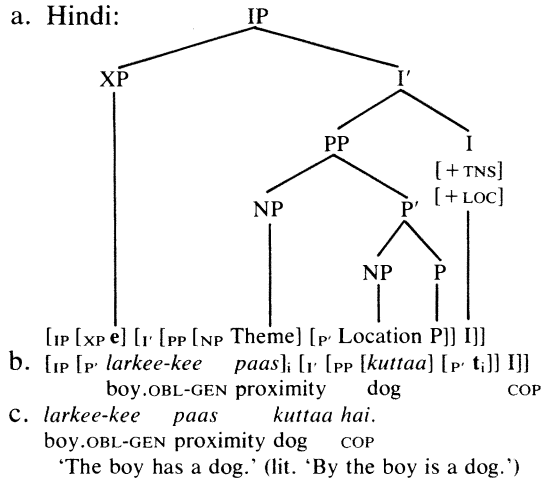 a. Hindi: IP
XP I′
PP I
[+TNS]
NP P′ [+LOC]
NP P
[IP [XP e] [I′ [PP [NP Theme] [P′ Location P]] I]]
b. [IP [P′ larkee-kee paas]i [I′ [PP [kuttaa] [P′ ti]] I]]
boy.OBL-GEN proximity dog COP
c. larkee-kee paas kuttaa hai.
boy.OBL-GEN proximity dog COP
‘The boy has a dog.’ (lit. ‘By the boy is a dog.’)